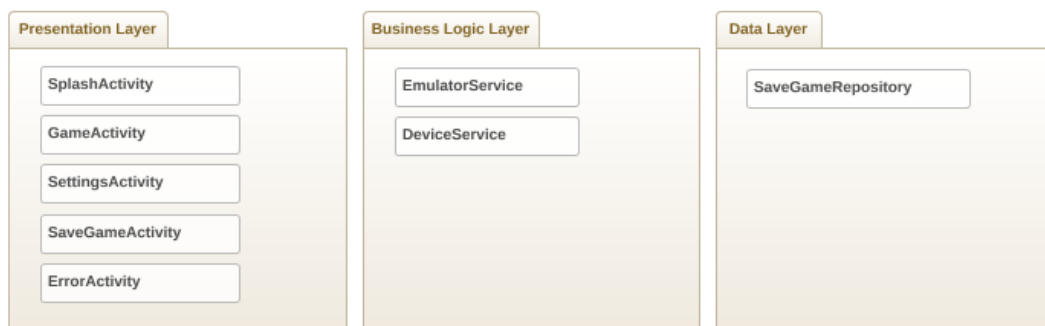 Presentation Layer
SplashActivity
GameActivity
SettingsActivity
SaveGameActivity
ErrorActivity
Business Logic Layer
EmulatorService
DeviceService
Data Layer
SaveGameRepository